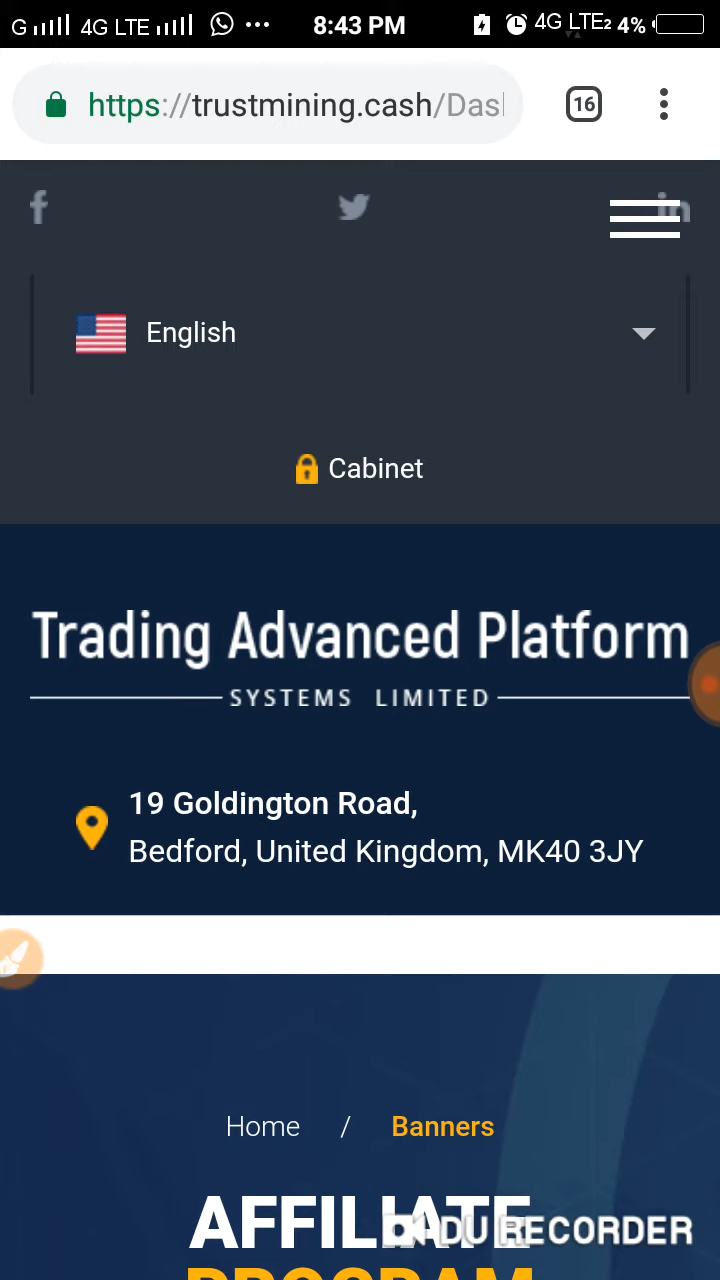 G 4G LTE 8:43 PM 4G LTE2 4%
https://trustmining.cash/Das
16
English
Cabinet
Trading Advanced Platform
SYSTEMS LIMITED
19 Goldington Road,
Bedford, United Kingdom, MK40 3JY
Home / Banners
AFFILIATE
DU RECORDER
PROGRAM